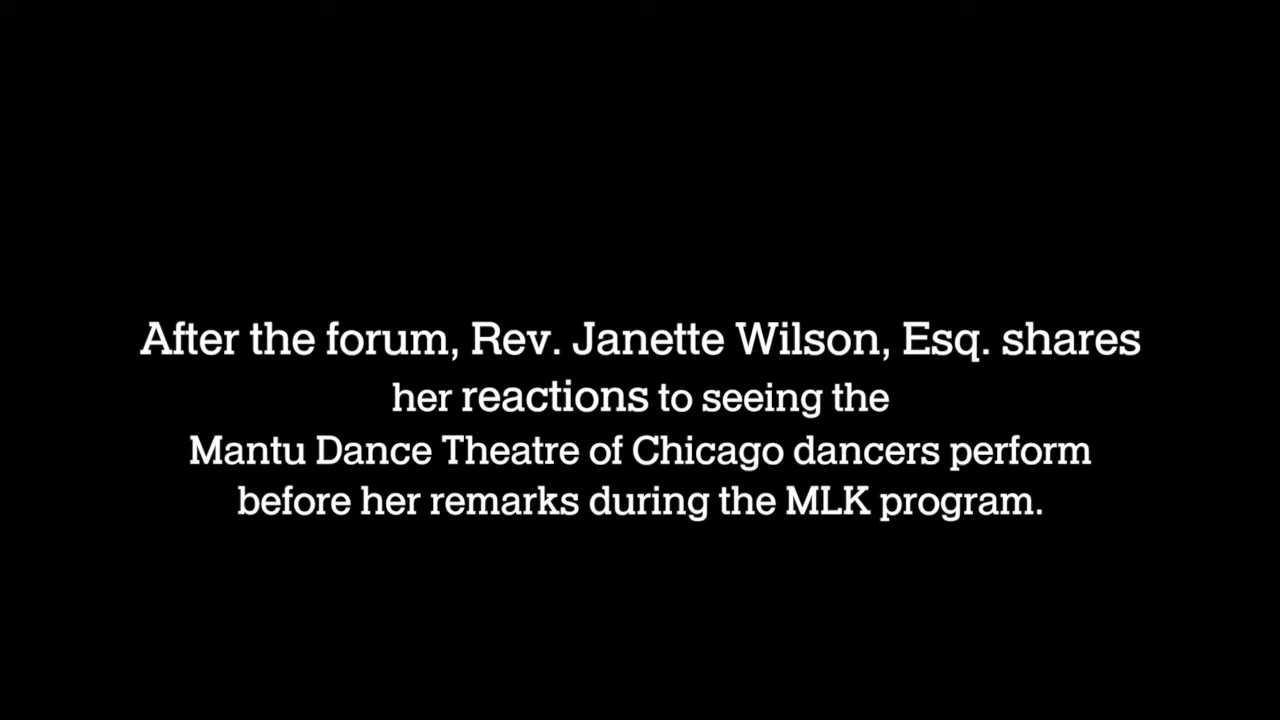 After the forum, Rev. Janette Wilson, Esq. shares
her reactions to seeing the
Mantu Dance Theatre of Chicago dancers perform
before her remarks during the MLK program.